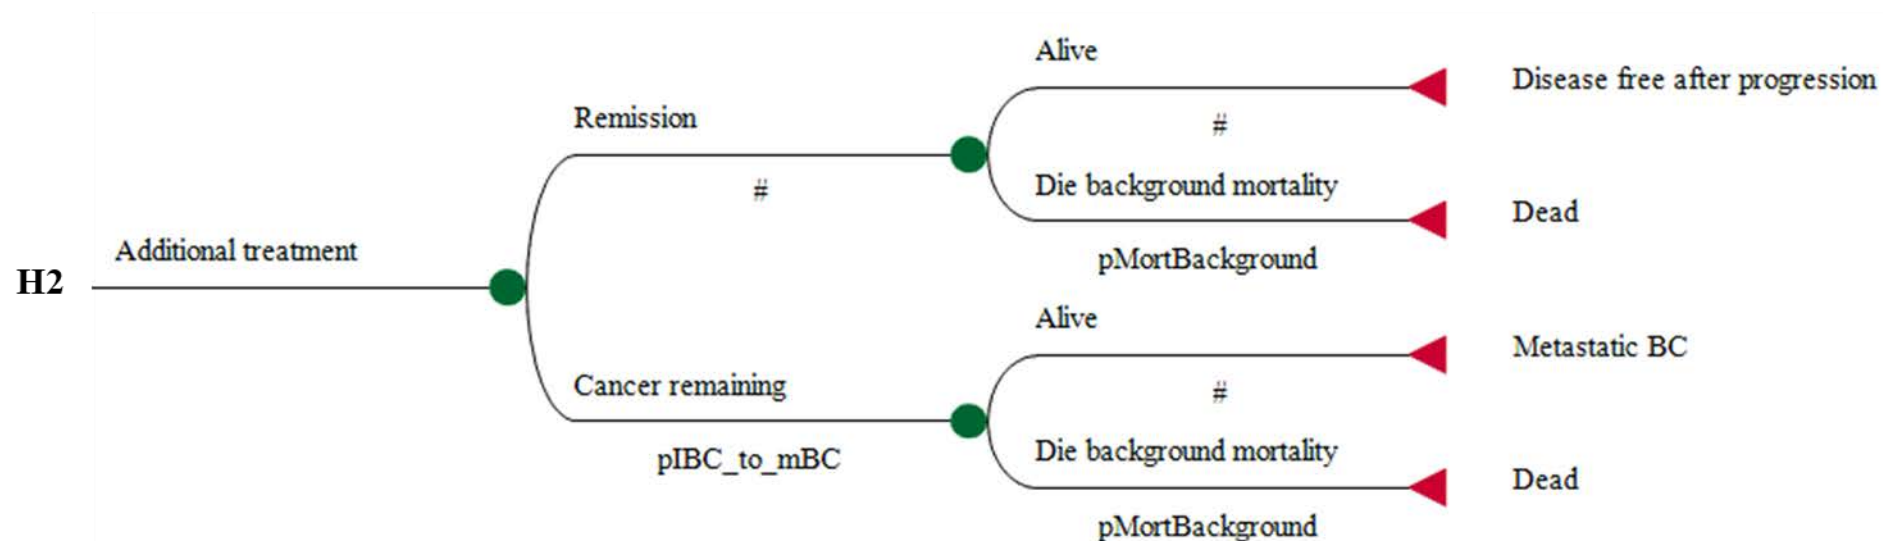 Alive
Disease free after progression
Remission
#
#
Die background mortality
Dead
Additional treatment
pMortBackground
H2
Alive
Metastatic BC
Cancer remaining
#
pIBC_to_mBC
Die background mortality
Dead
pMortBackground